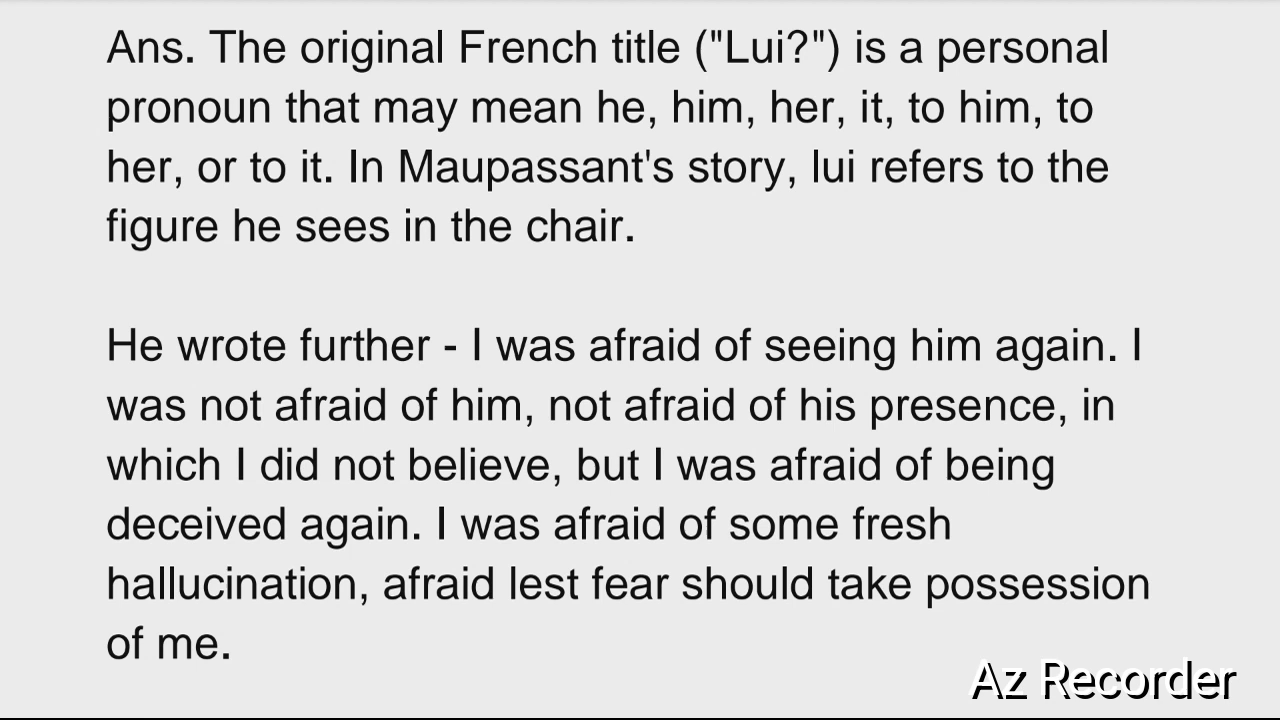 Ans. The original French title ("Lui?") is a personal
pronoun that may mean he, him, her, it, to him, to
her, or to it. In Maupassant's story, lui refers to the
figure he sees in the chair.
He wrote further - I was afraid of seeing him again. I
was not afraid of him, not afraid of his presence, in
which I did not believe, but I was afraid of being
deceived again. I was afraid of some fresh
hallucination, afraid lest fear should take possession
of me.
Az Recorder